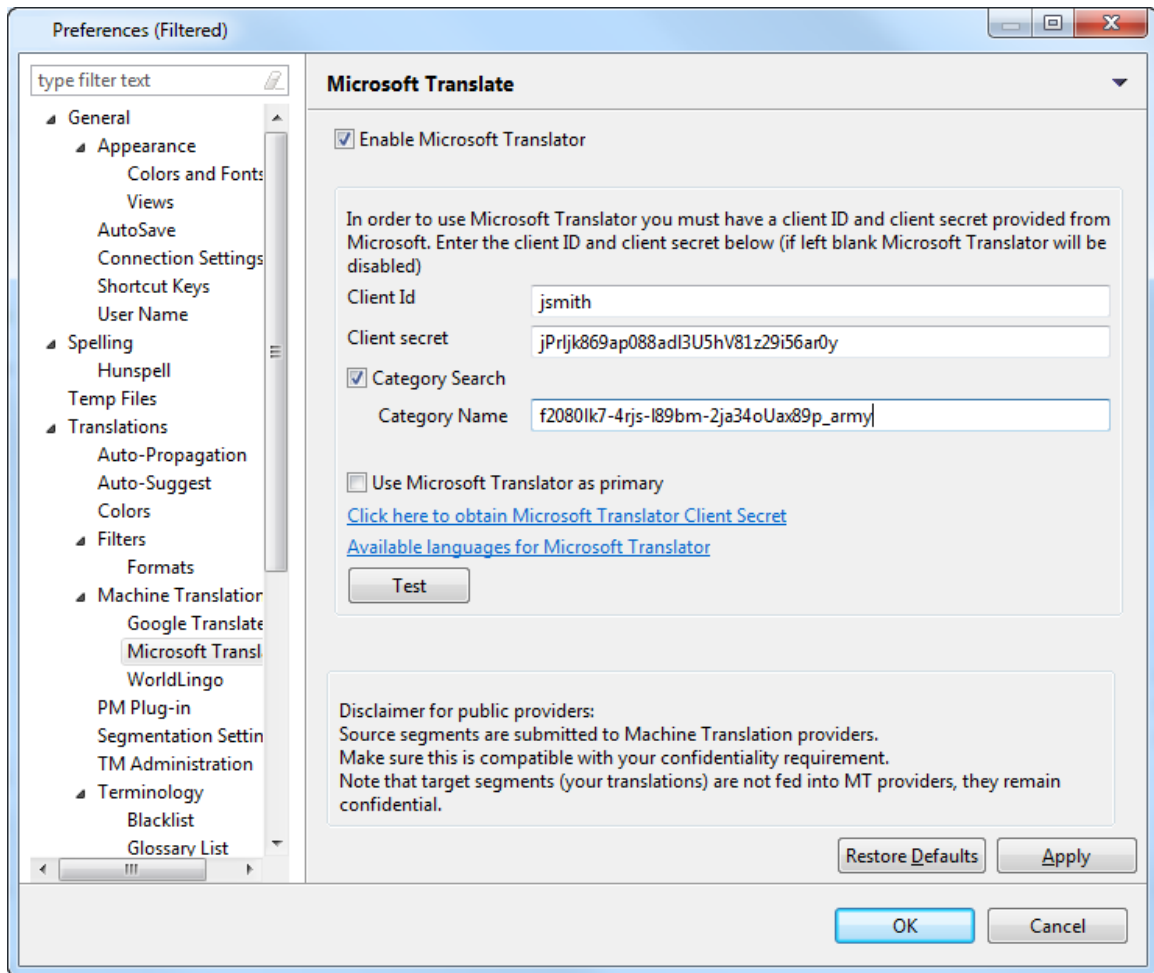 Preferences (Filtered)
type filter text
General
Appearance
Colors and Fonts
Views
AutoSave
Connection Settings
Shortcut Keys
User Name
Spelling
Hunspell
Temp Files
Translations
Auto-Propagation
Auto-Suggest
Colors
Filters
Formats
Machine Translation
Google Translate
Microsoft Transl
WorldLingo
PM Plug-in
Segmentation Settin
TM Administration
Terminology
Blacklist
Glossary List
Microsoft Translate
Enable Microsoft Translator
In order to use Microsoft Translator you must have a client ID and client secret provided from
Microsoft. Enter the client ID and client secret below (if left blank Microsoft Translator will be
disabled)
Client Id
jsmith
Client secret
jPrIjk869ap088adI3U5hV81z29i56ar0y
Category Search
Category Name
f2080Ik7-4rjs-I89bm-2ja34oUax89p_army
Use Microsoft Translator as primary
Click here to obtain Microsoft Translator Client Secret
Available languages for Microsoft Translator
Test
Disclaimer for public providers:
Source segments are submitted to Machine Translation providers.
Make sure this is compatible with your confidentiality requirement.
Note that target segments (your translations) are not fed into MT providers, they remain
confidential.
Restore Defaults
Apply
OK
Cancel